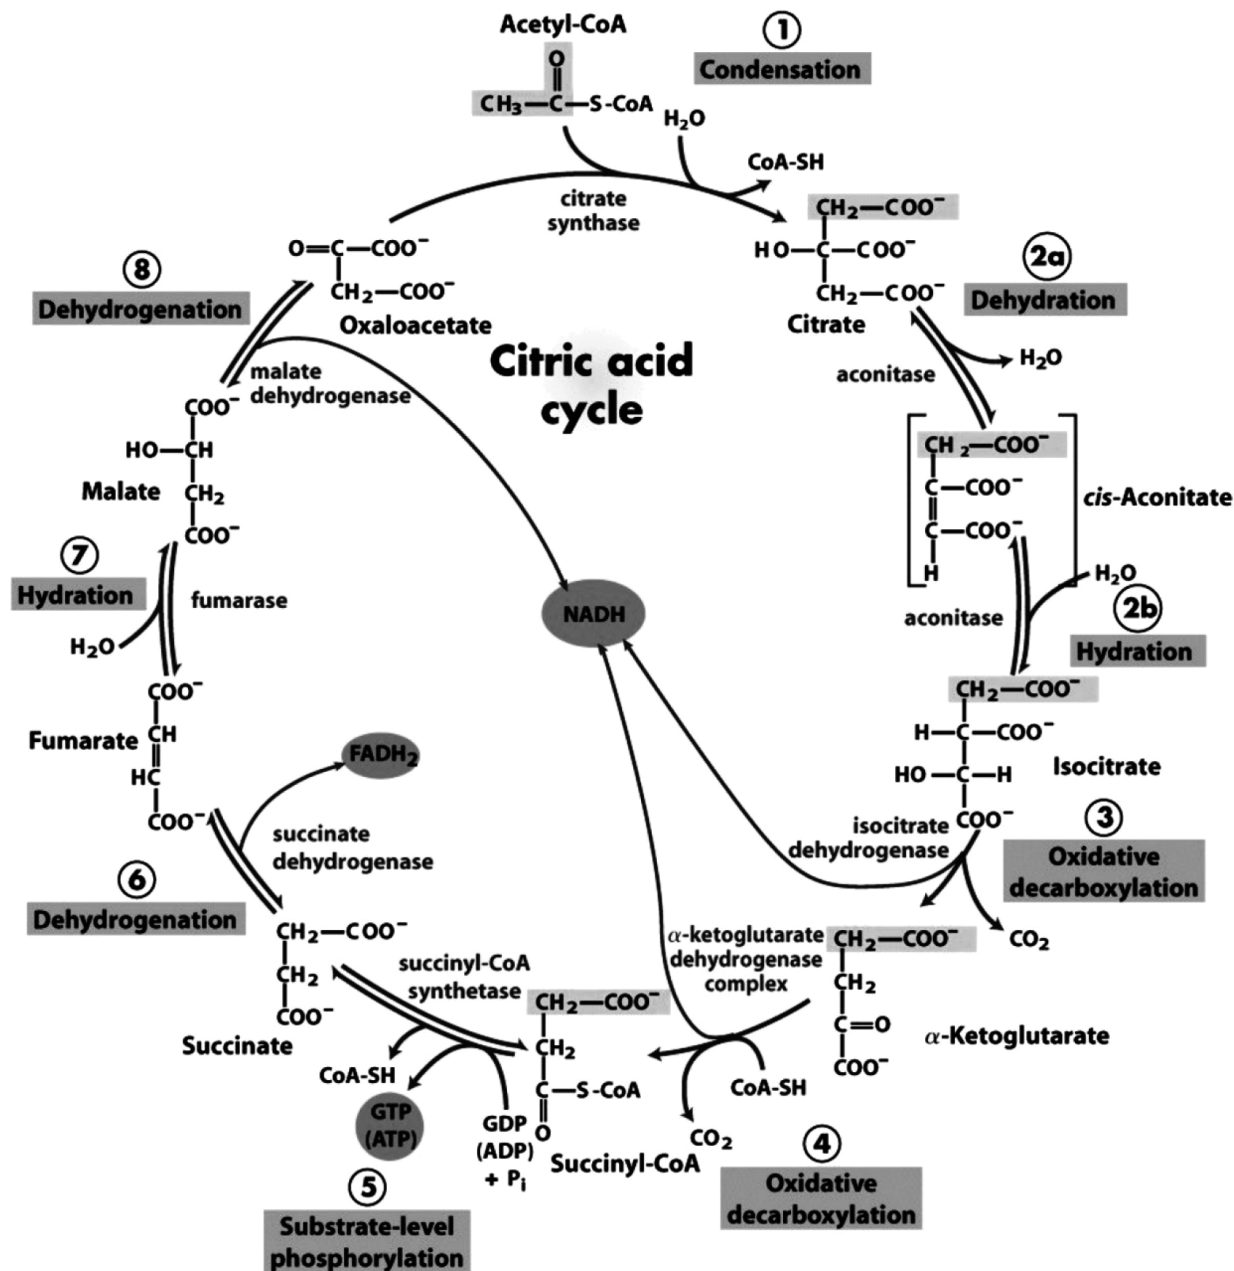 Acetyl-CoA
O
CH₃—C—S-CoA
①
Condensation
H₂O
CoA-SH
citrate
synthase
CH₂—COO⁻
HO—C—COO⁻
CH₂—COO⁻
Citrate
2a
Dehydration
H₂O
aconitase
CH₂—COO⁻
C—COO⁻
C—COO⁻
H
cis-Aconitate
H₂O
aconitase
2b
Hydration
CH₂—COO⁻
H—C—COO⁻
HO—C—H
COO⁻
Isocitrate
isocitrate
dehydrogenase
③
Oxidative
decarboxylation
CO₂
CH₂—COO⁻
CH₂
C=O
COO⁻
α-Ketoglutarate
α-ketoglutarate
dehydrogenase
complex
CoA-SH
CO₂
④
Oxidative
decarboxylation
CH₂—COO⁻
CH₂
C—S-CoA
O
Succinyl-CoA
succinyl-CoA
synthetase
GDP
(ADP)
+ Pᵢ
CoA-SH
GTP
(ATP)
⑤
Substrate-level
phosphorylation
CH₂—COO⁻
CH₂
COO⁻
Succinate
⑥
Dehydrogenation
succinate
dehydrogenase
FADH₂
COO⁻
CH
HC
COO⁻
Fumarate
⑦
Hydration
H₂O
fumarase
COO⁻
HO—CH
CH₂
COO⁻
Malate
⑧
Dehydrogenation
malate
dehydrogenase
O=C—COO⁻
CH₂—COO⁻
Oxaloacetate
Citric acid
cycle
NADH